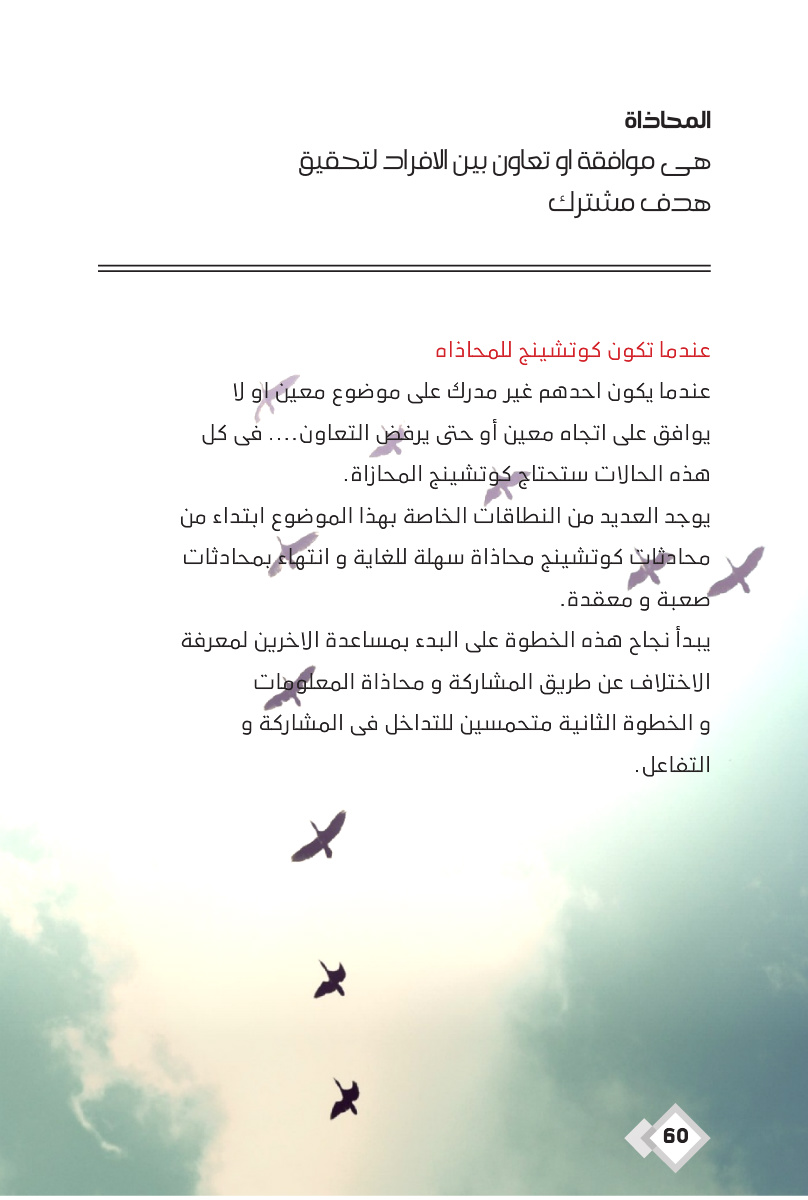 المحاذاة
هى موافقة او تعاون بين الافراد لتحقيق
هدف مشترك
عندما تكون كوتشينج للمحاذاه
عندما يكون احدهم غير مدرك على موضوع معين او لا
يوافق على اتجاه معين أو حتى يرفض التعاون.... فى كل
هذه الحالات ستحتاج كوتشينج المحازاة.
يوجد العديد من النطاقات الخاصة بهذا الموضوع ابتداء من
محادثات كوتشينج محاذاة سهلة للغاية و انتهاء بمحادثات
صعبة و معقدة.
يبدأ نجاح هذه الخطوة على البدء بمساعدة الاخرين لمعرفة
الاختلاف عن طريق المشاركة و محاذاة المعلومات
و الخطوة الثانية متحمسين للتداخل فى المشاركة و
التفاعل.
60